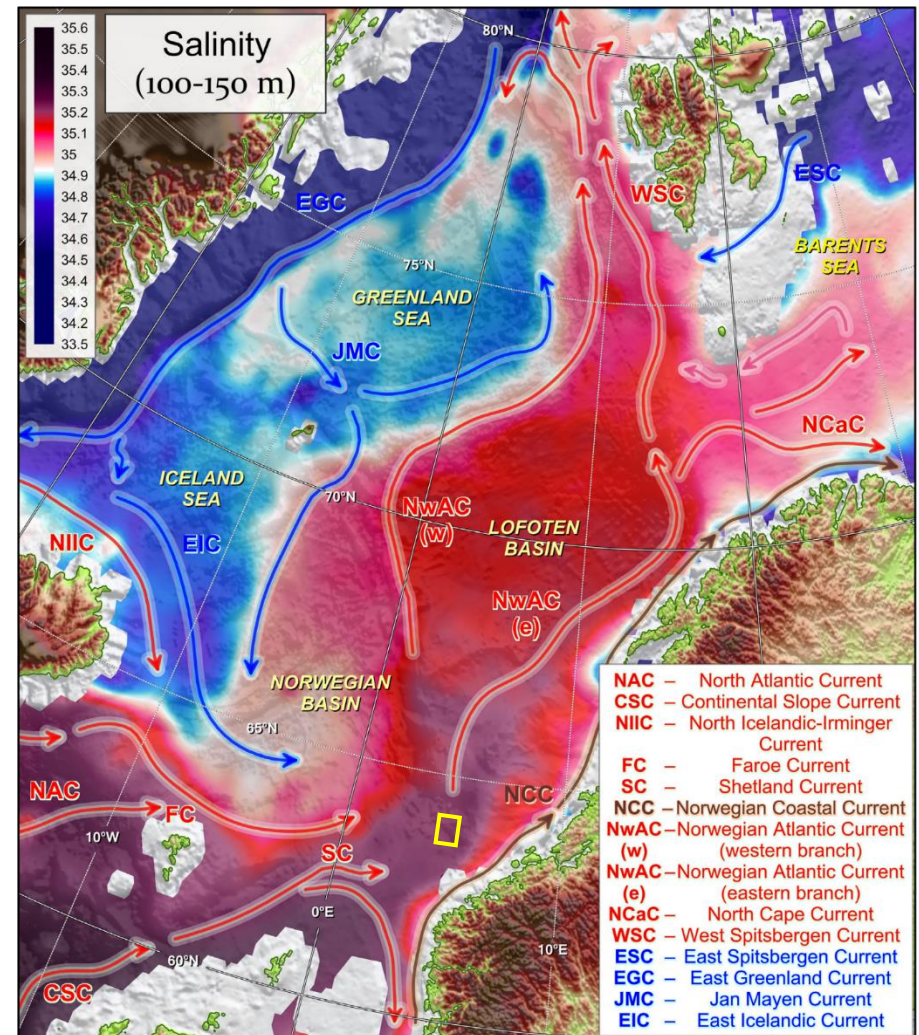 Salinity
(100-150 m)
35.6
35.5
35.4
35.3
35.2
35.1
35
34.9
34.8
34.7
34.6
34.5
34.4
34.3
34.2
33.5
80°N
EGC
WSC
ESC
BARENTS
SEA
75°N
GREENLAND
SEA
JMC
NCaC
ICELAND
SEA
70°N
NwAC
(w)
LOFOTEN
BASIN
NIIC
EIC
NwAC
(e)
NORWEGIAN
BASIN
65°N
NCC
NAC
FC
10°W
SC
0°E
60°N
10°E
CSC
NAC – North Atlantic Current
CSC – Continental Slope Current
NIIC – North Icelandic-Irminger
Current
FC – Faroe Current
SC – Shetland Current
NCC – Norwegian Coastal Current
NwAC – Norwegian Atlantic Current
(w) (western branch)
NwAC – Norwegian Atlantic Current
(e) (eastern branch)
NCaC – North Cape Current
WSC – West Spitsbergen Current
ESC – East Spitsbergen Current
EGC – East Greenland Current
JMC – Jan Mayen Current
EIC – East Icelandic Current